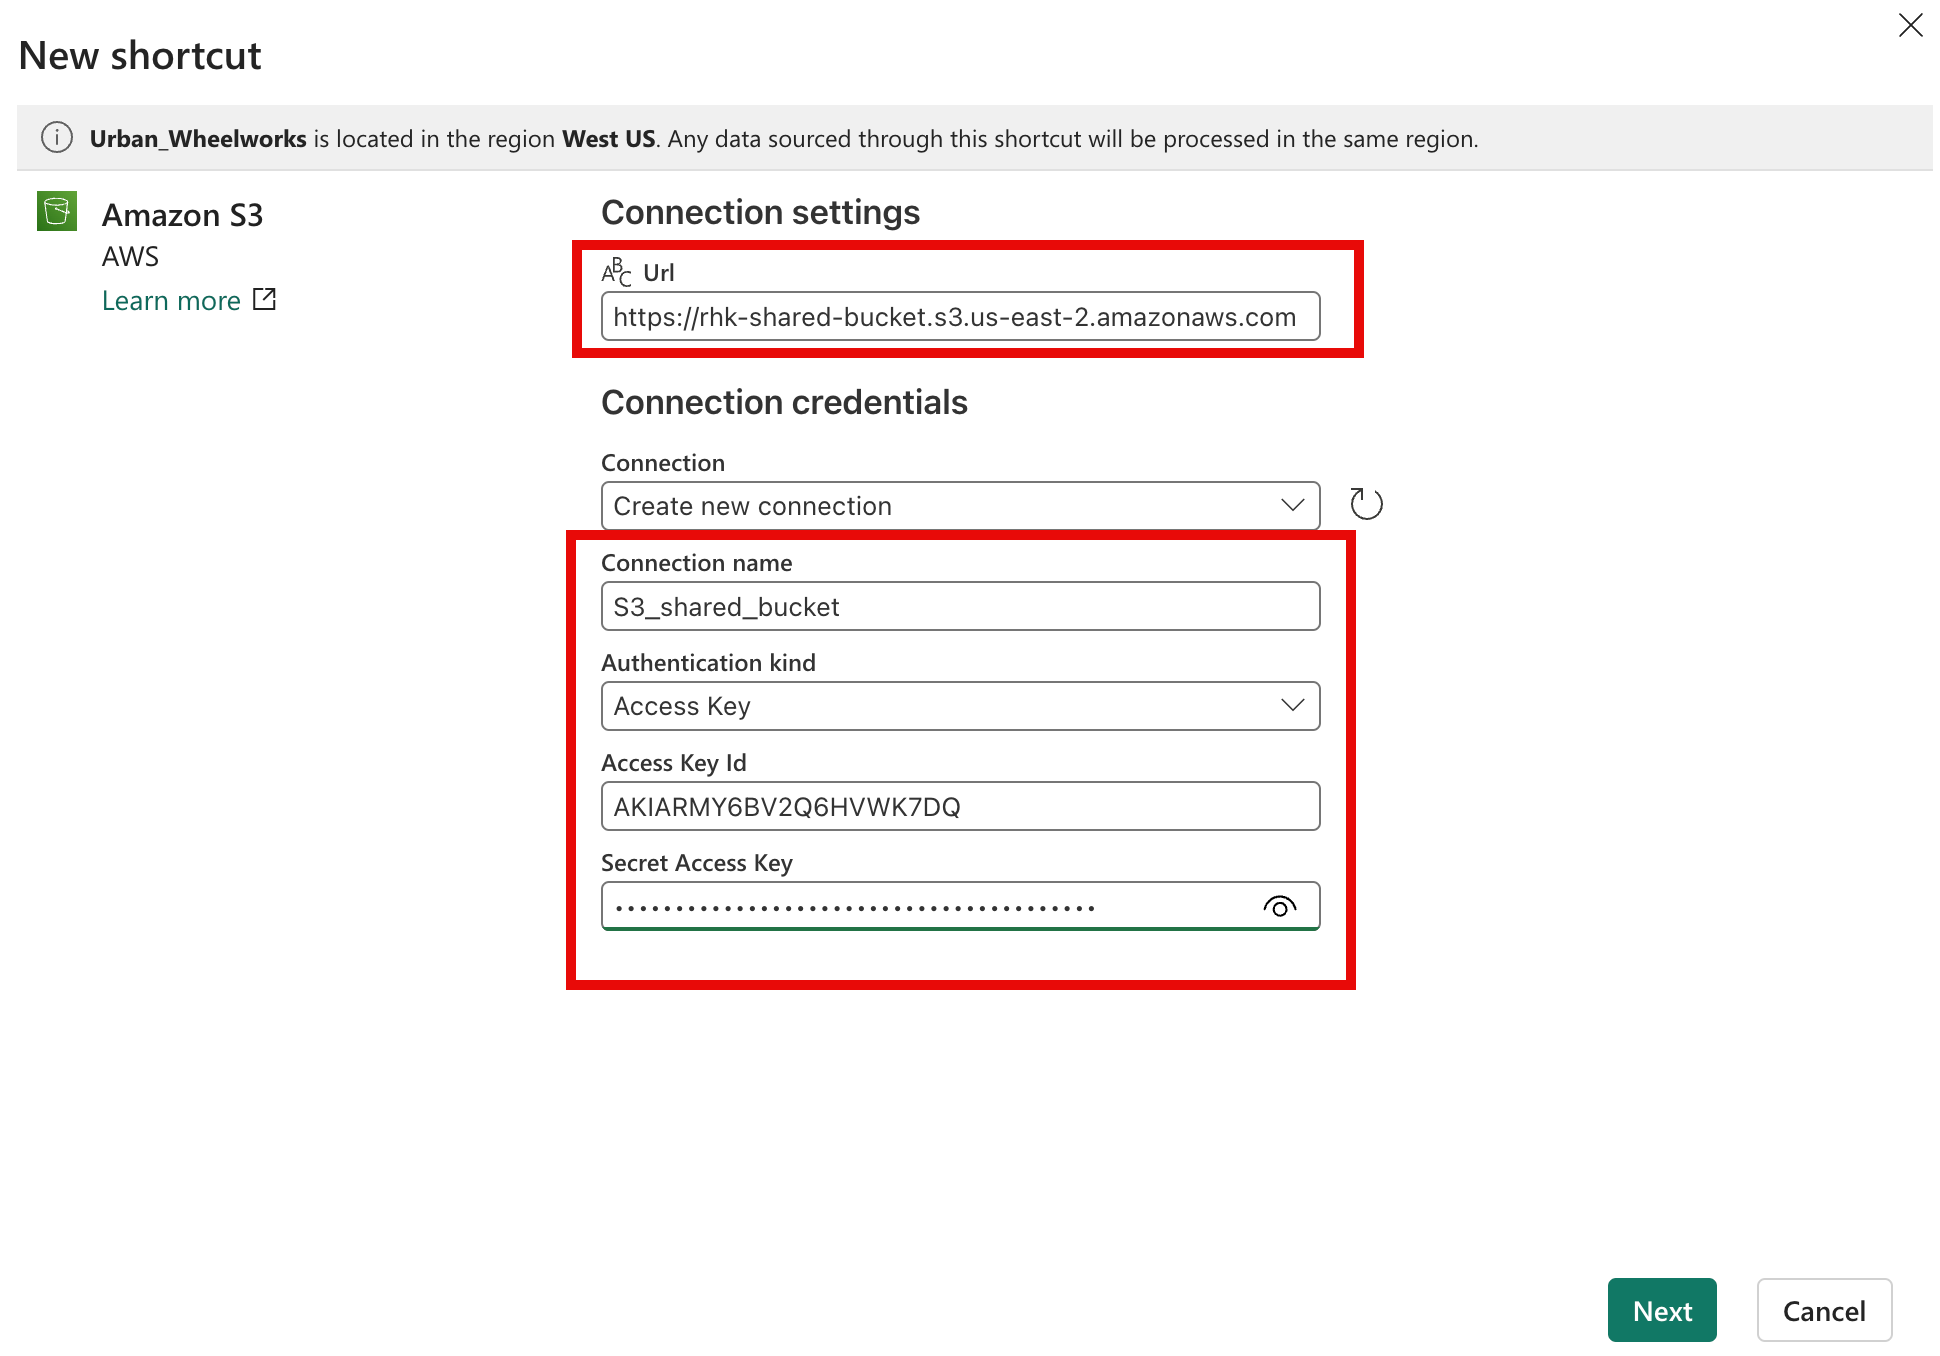 New shortcut
Urban_Wheelworks is located in the region West US. Any data sourced through this shortcut will be processed in the same region.
Amazon S3
AWS
Learn more
Connection settings
ABC Url
https://rhk-shared-bucket.s3.us-east-2.amazonaws.com
Connection credentials
Connection
Create new connection
Connection name
S3_shared_bucket
Authentication kind
Access Key
Access Key Id
AKIARMY6BV2Q6HVWK7DQ
Secret Access Key
••••••••••••••••••••••••••••••••••••••••
Next
Cancel